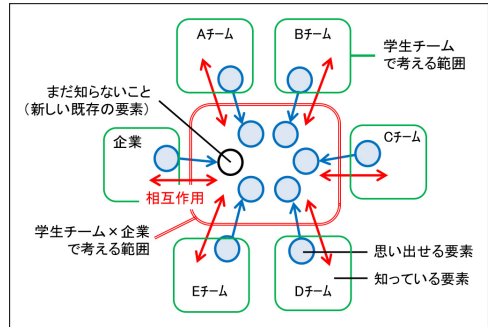 Aチーム
Bチーム
学生チーム
で考える範囲
まだ知らないこと
（新しい既存の要素）
企業
Cチーム
相互作用
学生チーム×企業
で考える範囲
Eチーム
Dチーム
思い出せる要素
知っている要素